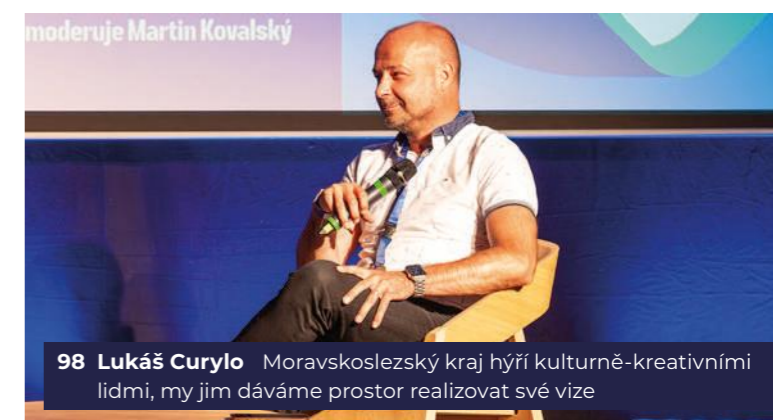 moderuje Martin Kovalský
98 Lukáš Curylo Moravskoslezský kraj hýří kulturně-kreativními
lidmi, my jim dáváme prostor realizovat své vize